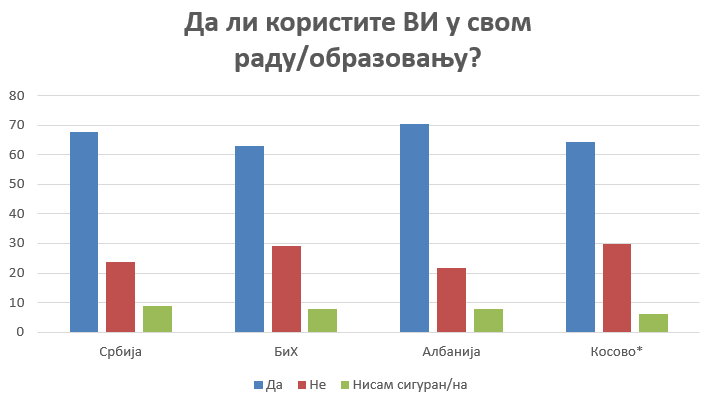 Да ли користите ВИ у свом
раду/образовању?
80
70
60
50
40
30
20
10
0
Србија
БиХ
Албанија
Косово*
Да
Не
Нисам сигуран/на